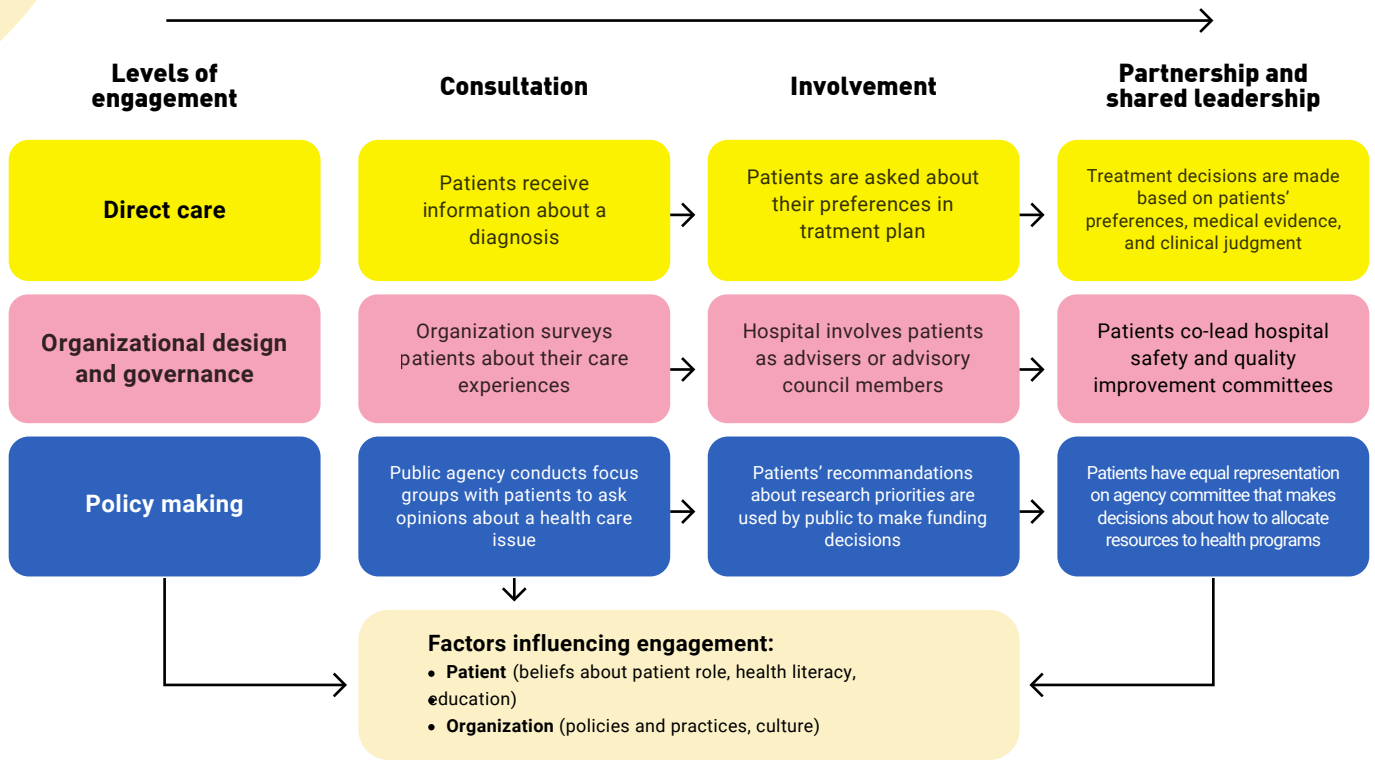 Levels of
engagement
Consultation
Involvement
Partnership and
shared leadership
Direct care
Patients receive
information about a
diagnosis
Patients are asked about
their preferences in
tratment plan
Treatment decisions are made
based on patients’
preferences, medical evidence,
and clinical judgment
Organizational design
and governance
Organization surveys
patients about their care
experiences
Hospital involves patients
as advisers or advisory
council members
Patients co-lead hospital
safety and quality
improvement committees
Policy making
Public agency conducts focus
groups with patients to ask
opinions about a health care
issue
Patients’ recommandations
about research priorities are
used by public to make funding
decisions
Patients have equal representation
on agency committee that makes
decisions about how to allocate
resources to health programs
Factors influencing engagement:
• Patient (beliefs about patient role, health literacy,
• education)
• Organization (policies and practices, culture)